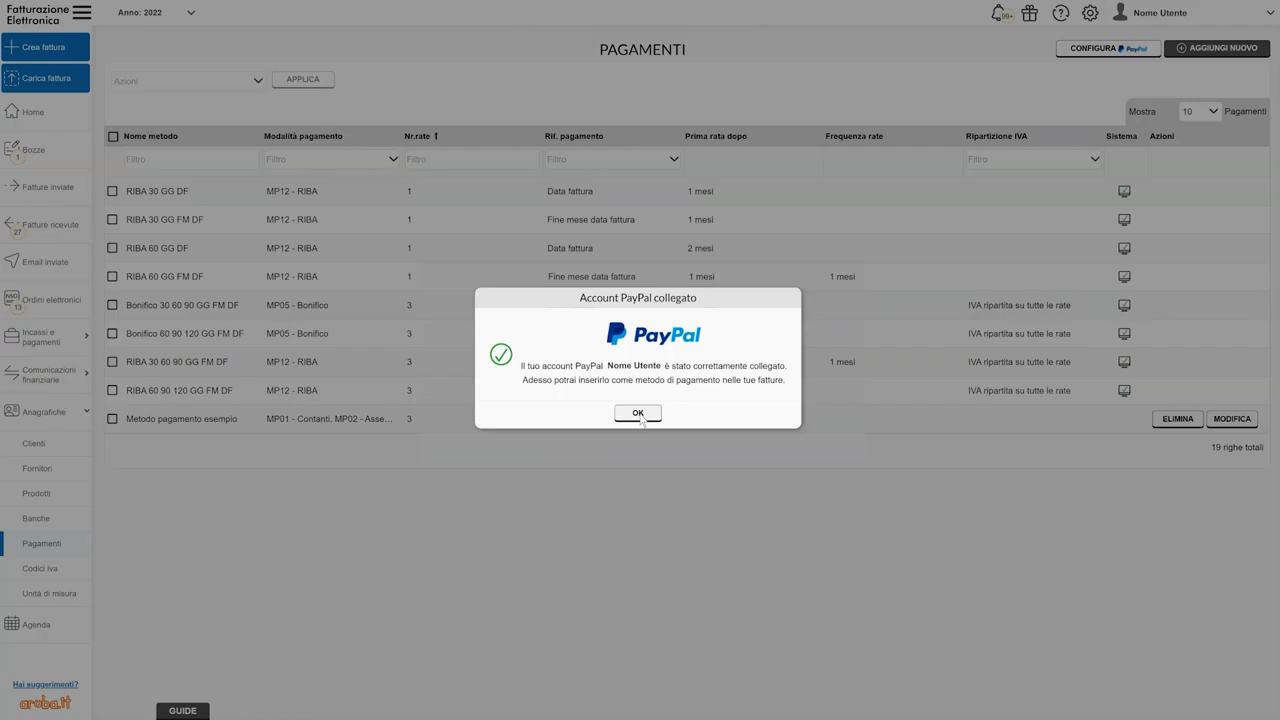 Fatturazione
Elettronica
Anno: 2022
99+
Nome Utente
Crea fattura
Carica fattura
Home
Bozze
1
Fatture inviate
Fatture ricevute
27
Email inviate
NSO
Ordini elettronici
13
Incassi e
pagamenti
Comunicazioni
finanziarie
Anagrafiche
Clienti
Fornitori
Prodotti
Banche
Pagamenti
Codici iva
Unità di misura
Agenda
Hai suggerimenti?
aruba.it
PAGAMENTI
CONFIGURA PayPal
AGGIUNGI NUOVO
Azioni
APPLICA
Mostra 10 Pagamenti
Nome metodo Modalità pagamento Nr.rate Rif. pagamento Prima rata dopo Frequenza rate Ripartizione IVA Sistema Azioni
Filtro Filtro Filtro Filtro Filtro
RIBA 30 GG DF MP12 - RIBA 1 Data fattura 1 mesi
RIBA 30 GG FM DF MP12 - RIBA 1 Fine mese data fattura 1 mesi
RIBA 60 GG DF MP12 - RIBA 1 Data fattura 2 mesi
RIBA 60 GG FM DF MP12 - RIBA 1 Fine mese data fattura 1 mesi 1 mesi
Bonifico 30 60 90 GG FM DF MP05 - Bonifico 3 IVA ripartita su tutte le rate
Bonifico 60 90 120 GG FM DF MP05 - Bonifico 3 IVA ripartita su tutte le rate
RIBA 30 60 90 GG FM DF MP12 - RIBA 3 1 mesi IVA ripartita su tutte le rate
RIBA 60 90 120 GG FM DF MP12 - RIBA 3 IVA ripartita su tutte le rate
Metodo pagamento esempio MP01 - Contanti, MP02 - Asse... 3 ELIMINA MODIFICA
19 righe totali
Account PayPal collegato
PayPal
Il tuo account PayPal Nome Utente è stato correttamente collegato.
Adesso potrai inserirlo come metodo di pagamento nelle tue fatture.
OK
GUIDE